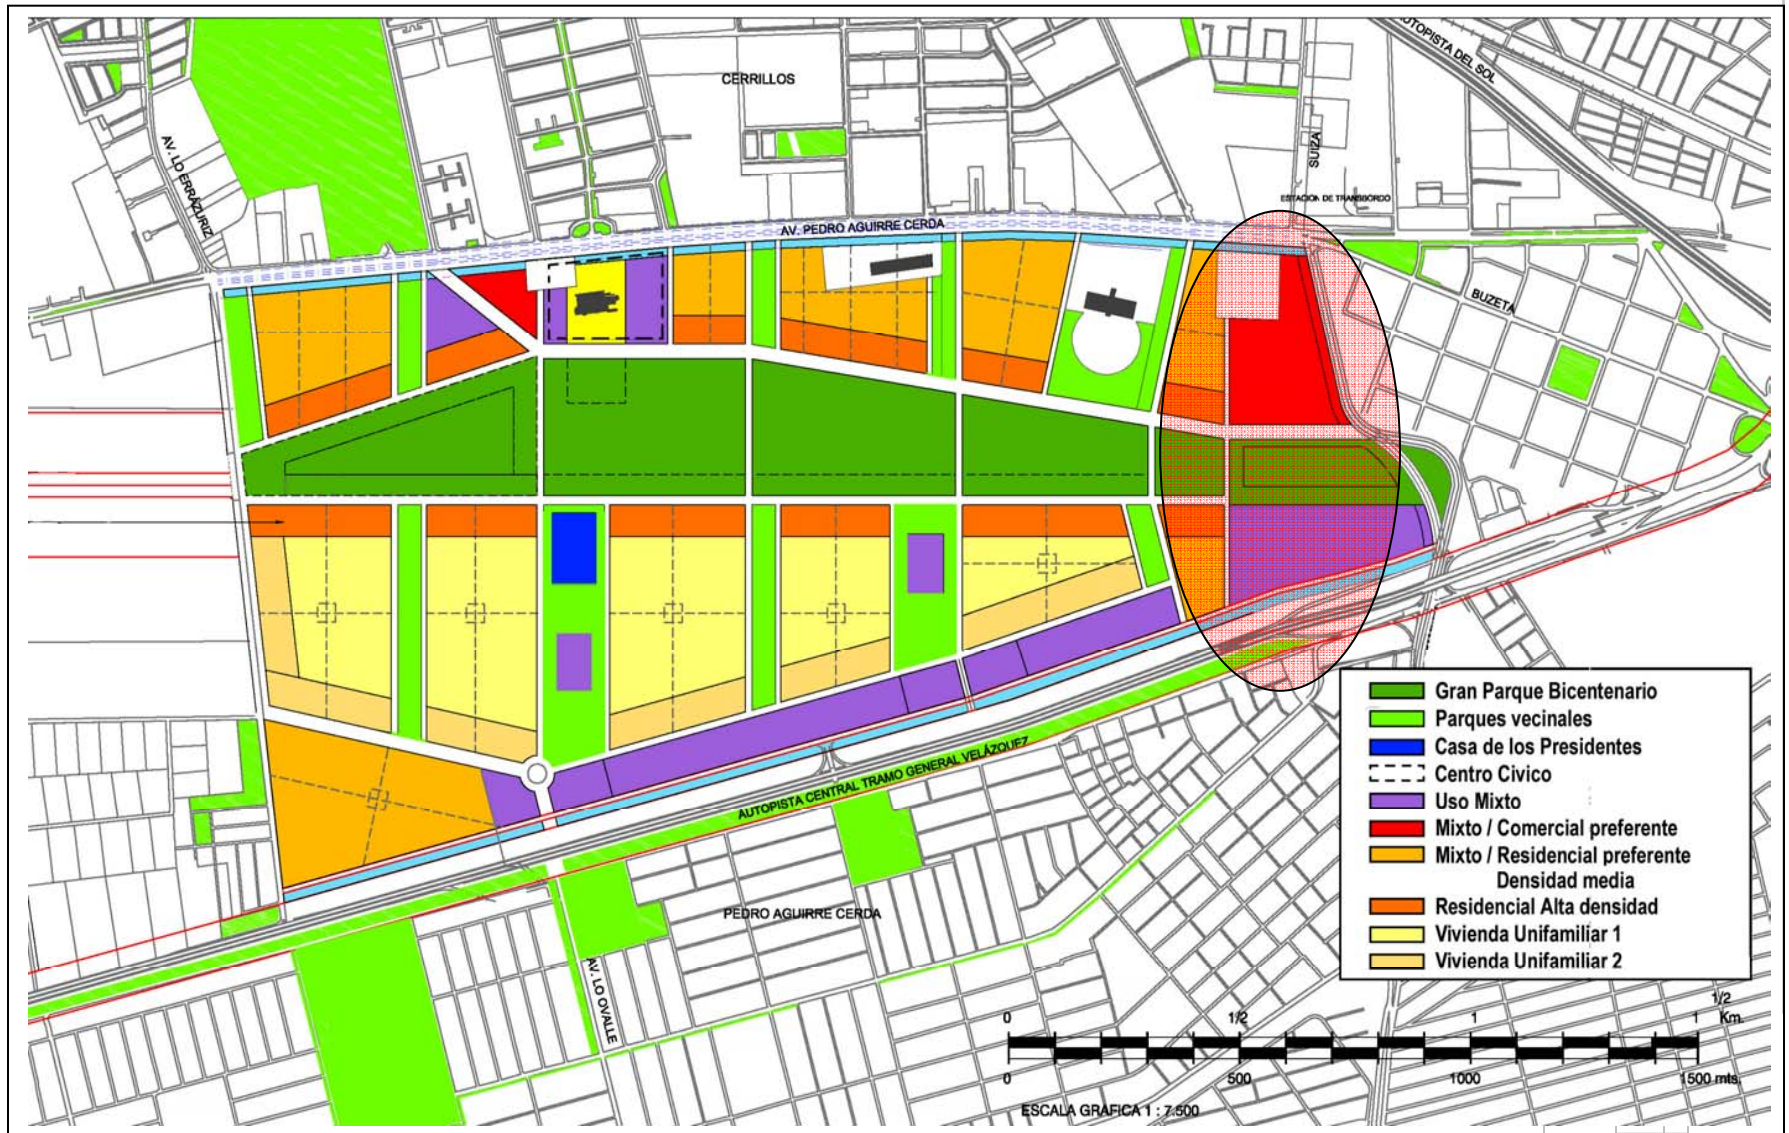 AUTOPISTA DEL SOL
CERRILLOS
AV. LO ERRÁZURIZ
SUIZA
ESTACION DE TRANSBORDO
AV. PEDRO AGUIRRE CERDA
BUZETA
Gran Parque Bicentenario
Parques vecinales
Casa de los Presidentes
Centro Civico
Uso Mixto
Mixto / Comercial preferente
Mixto / Residencial preferente
Densidad media
Residencial Alta densidad
Vivienda Unifamiliar 1
Vivienda Unifamiliar 2
AUTOPISTA CENTRAL TRAMO GENERAL VELÁZQUEZ
PEDRO AGUIRRE CERDA
AV. LO OVALLE
0 1/2 1 1 1/2 Km.
0 500 1000 1500 mts.
ESCALA GRAFICA 1 : 7.500